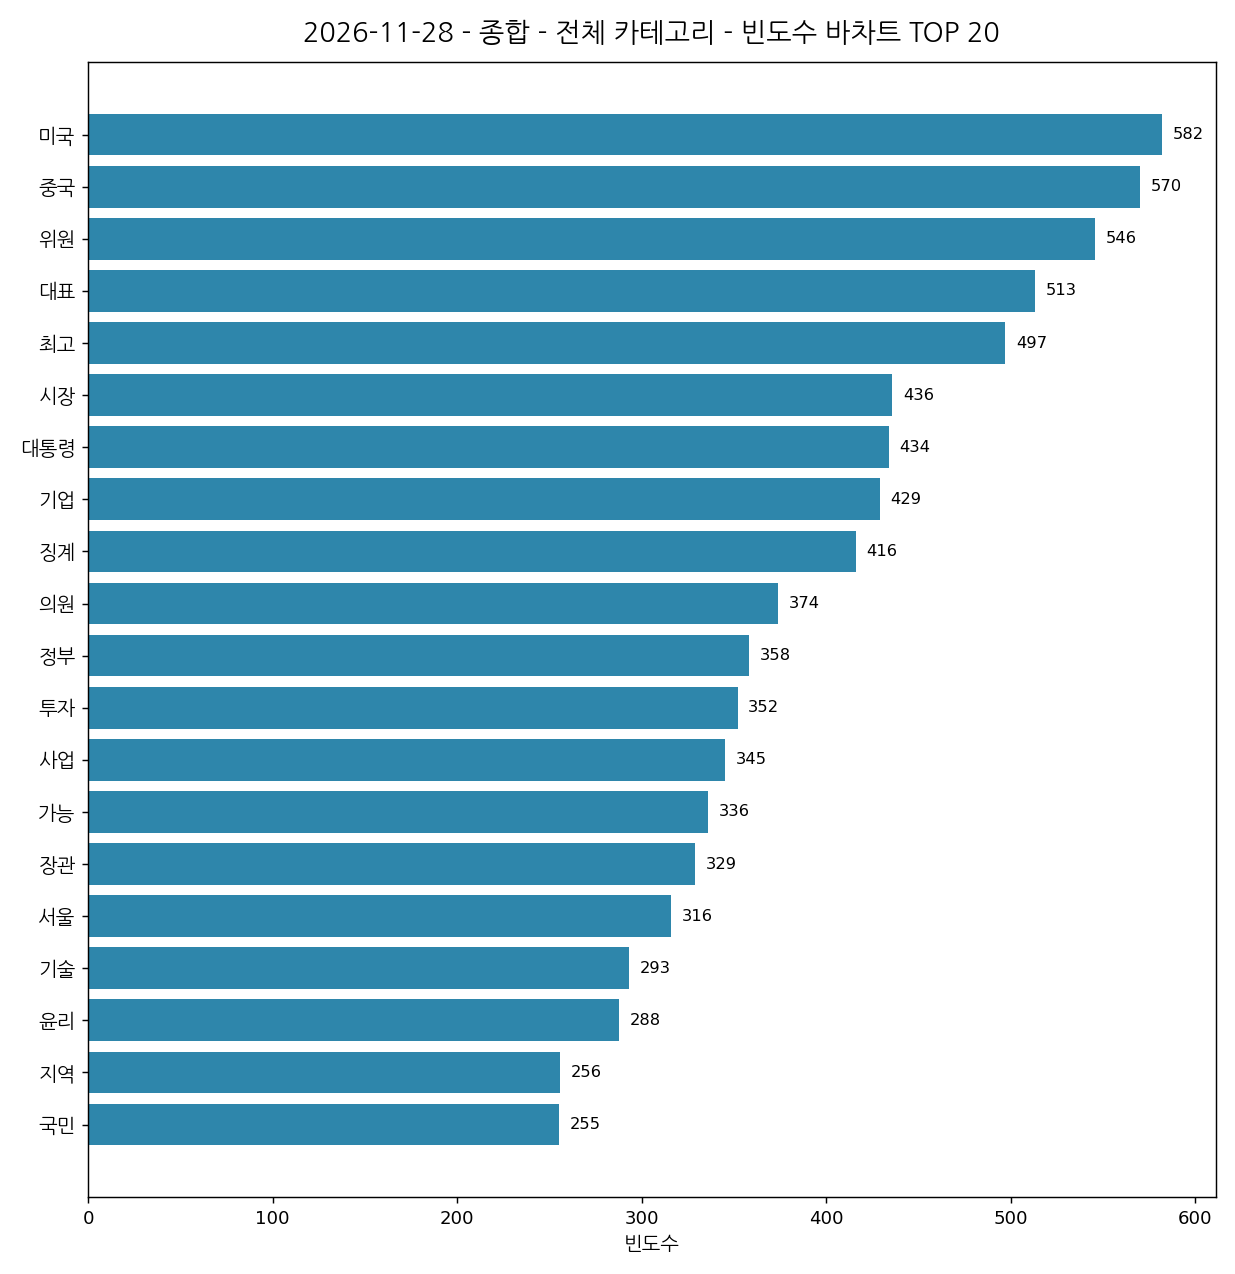 2026-11-28 - 종합 - 전체 카테고리 - 빈도수 바차트 TOP 20
미국 582
중국 570
위원 546
대표 513
최고 497
시장 436
대통령 434
기업 429
징계 416
의원 374
정부 358
투자 352
사업 345
가능 336
장관 329
서울 316
기술 293
윤리 288
지역 256
국민 255
0 100 200 300 400 500 600
빈도수